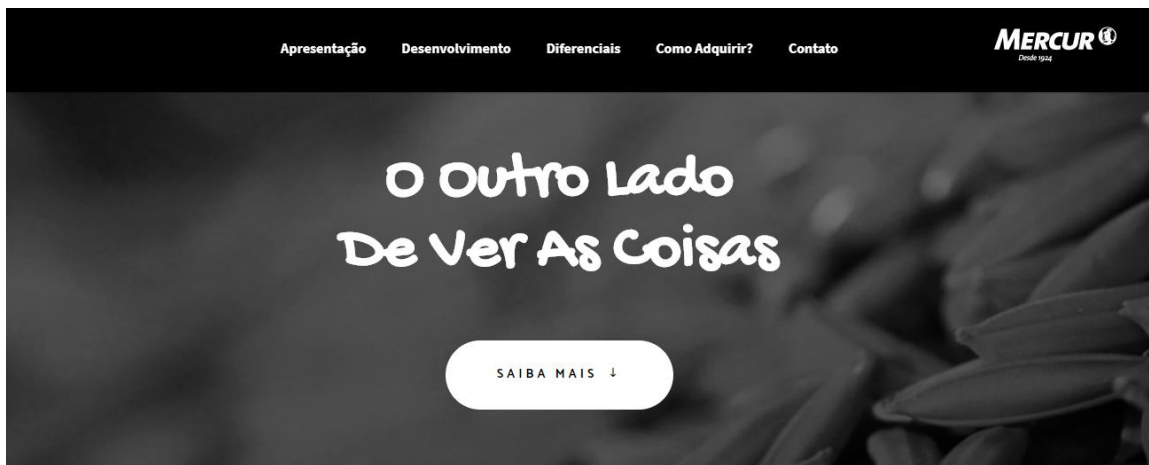 Apresentação Desenvolvimento Diferenciais Como Adquirir? Contato
MERCUR
Desde 1924
O Outro Lado
De Ver As Coisas
SAIBA MAIS ↓